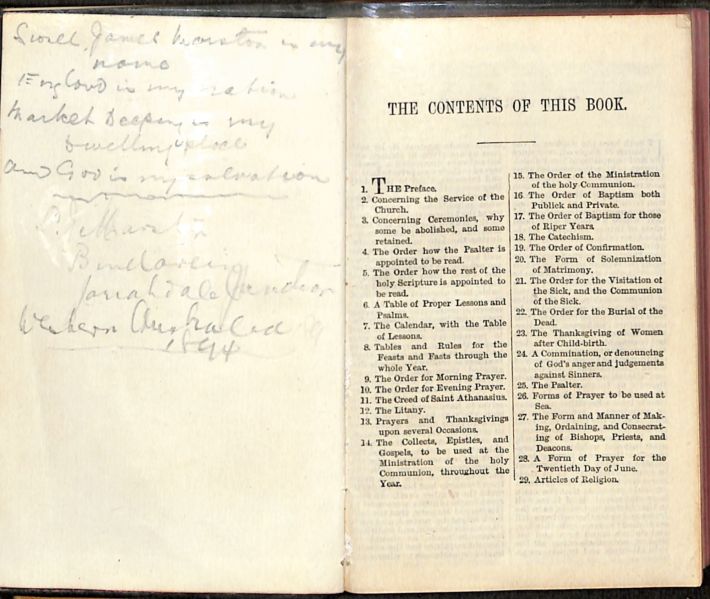 James Marston is my
name
England is my nation
Market Deeping is my
Dwelling place
and God is my salvation
Marston
Jarrahdale Junction
Western Australia
1894
THE CONTENTS OF THIS BOOK.
1. THE Preface.
2. Concerning the Service of the
Church.
3. Concerning Ceremonies, why
some be abolished, and some
retained.
4. The Order how the Psalter is
appointed to be read.
5. The Order how the rest of the
holy Scripture is appointed to
be read.
6. A Table of Proper Lessons and
Psalms.
7. The Calendar, with the Table
of Lessons.
8. Tables and Rules for the
Feasts and Fasts through the
whole Year.
9. The Order for Morning Prayer.
10. The Order for Evening Prayer.
11. The Creed of Saint Athanasius.
12. The Litany.
13. Prayers and Thanksgivings
upon several Occasions.
14. The Collects, Epistles, and
Gospels, to be used at the
Ministration of the holy
Communion, throughout the
Year.
15. The Order of the Ministration
of the holy Communion.
16. The Order of Baptism both
Publick and Private.
17. The Order of Baptism for those
of Riper Years.
18. The Catechism.
19. The Order of Confirmation.
20. The Form of Solemnization
of Matrimony.
21. The Order for the Visitation of
the Sick, and the Communion
of the Sick.
22. The Order for the Burial of the
Dead.
23. The Thanksgiving of Women
after Child-birth.
24. A Commination, or denouncing
of God's anger and judgements
against Sinners.
25. The Psalter.
26. Forms of Prayer to be used at
Sea.
27. The Form and Manner of Mak-
ing, Ordaining, and Consecrat-
ing of Bishops, Priests, and
Deacons.
28. A Form of Prayer for the
Twentieth Day of June.
29. Articles of Religion.